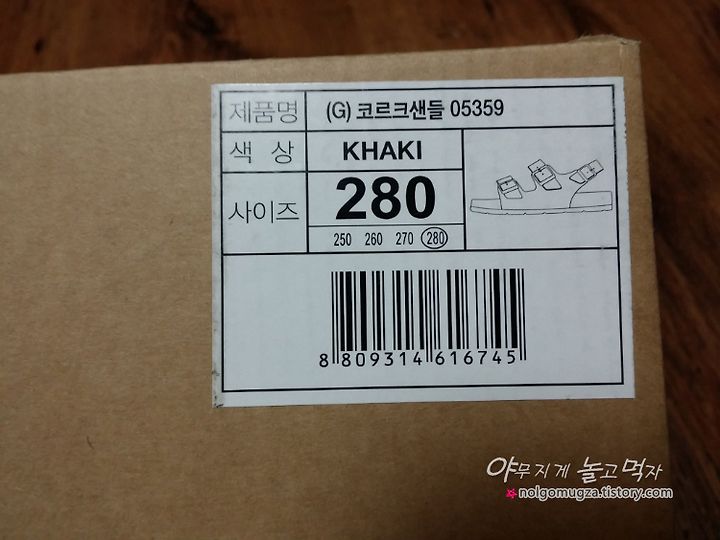 제품명 (G) 코르크샌들 05359
색 상 KHAKI
사이즈 280
250 260 270 280
8 809314 616745
야무지게 놀고먹자
nolgomugza.tistory.com